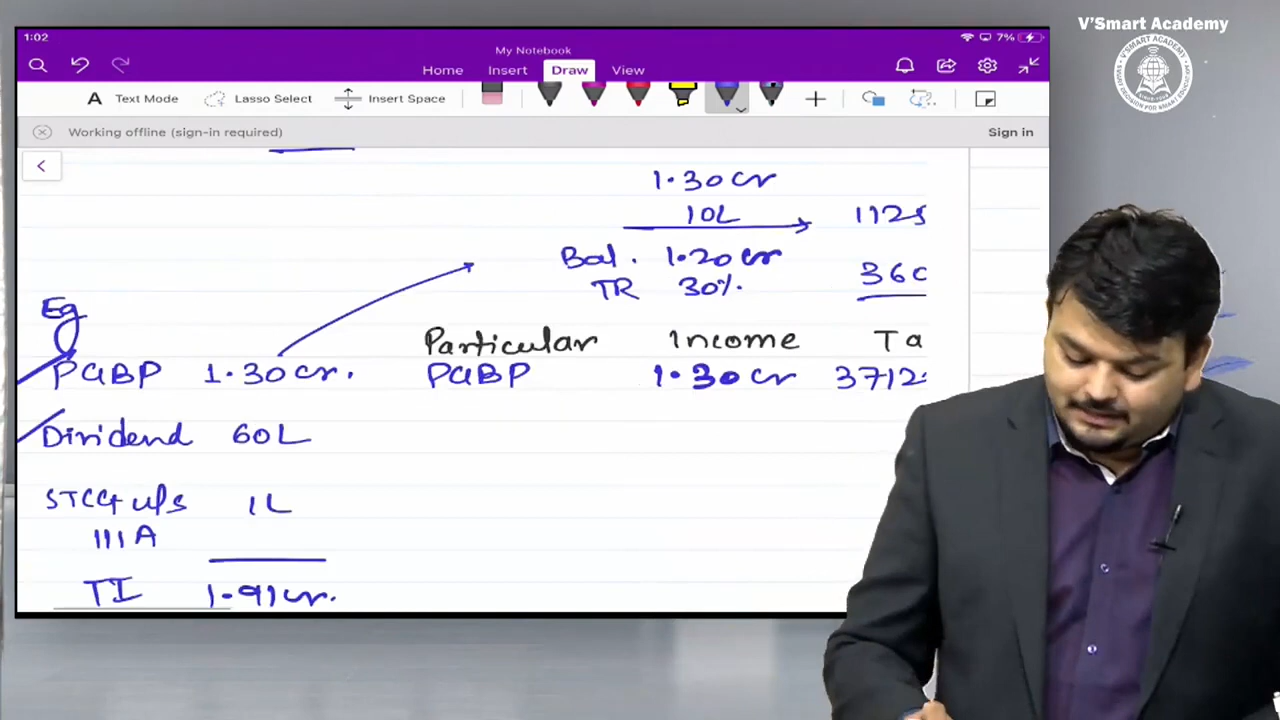 V'Smart Academy
1:02
7%
My Notebook
Home Insert Draw View
Text Mode Lasso Select Insert Space
Working offline (sign-in required) Sign in
1.30 cr
10L 1125
Bal. 1.20 cr
TR 30%. 360
Eg
Particular Income Ta
PGBP 1.30 cr. PGBP 1.30 cr 3712
Dividend 60L
STCG u/s 1L
111A
TI 1.91 cr.